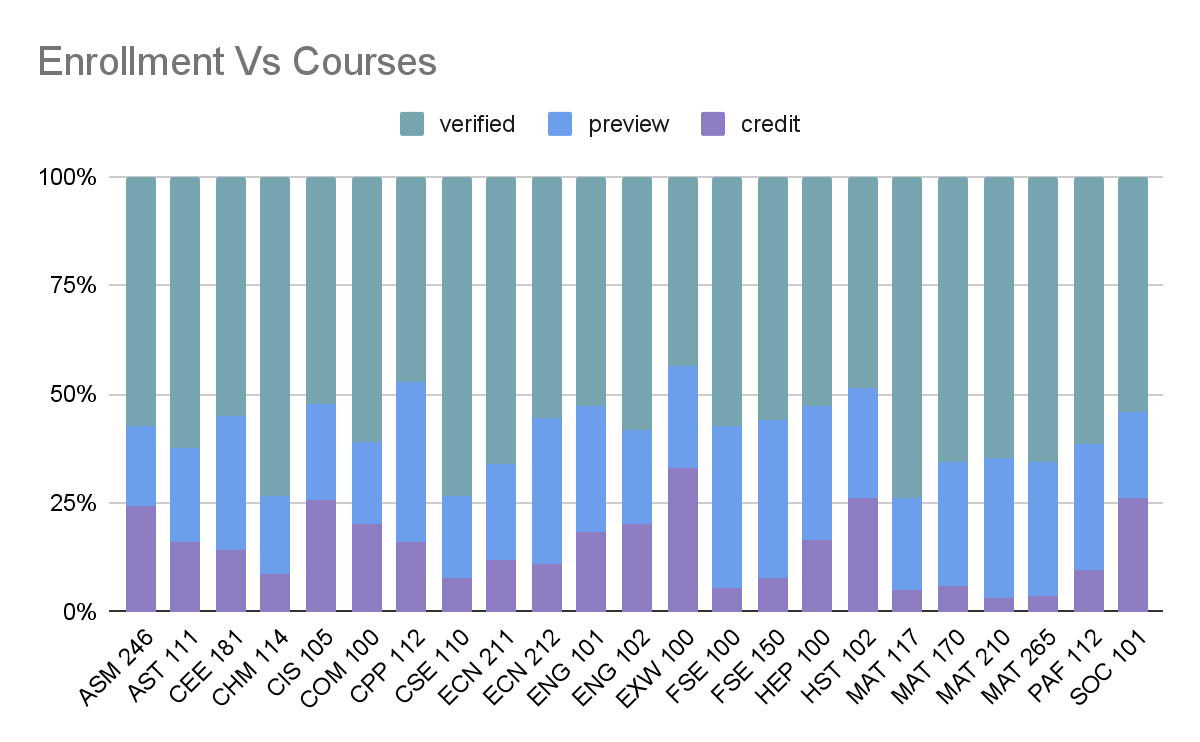 Enrollment Vs Courses
verified preview credit
100%
75%
50%
25%
0%
ASM 246
AST 111
CEE 181
CHM 114
CIS 105
COM 100
CPP 112
CSE 110
ECN 211
ECN 212
ENG 101
ENG 102
EXW 100
FSE 100
FSE 150
HEP 100
HST 102
MAT 117
MAT 170
MAT 210
MAT 265
PAF 112
SOC 101